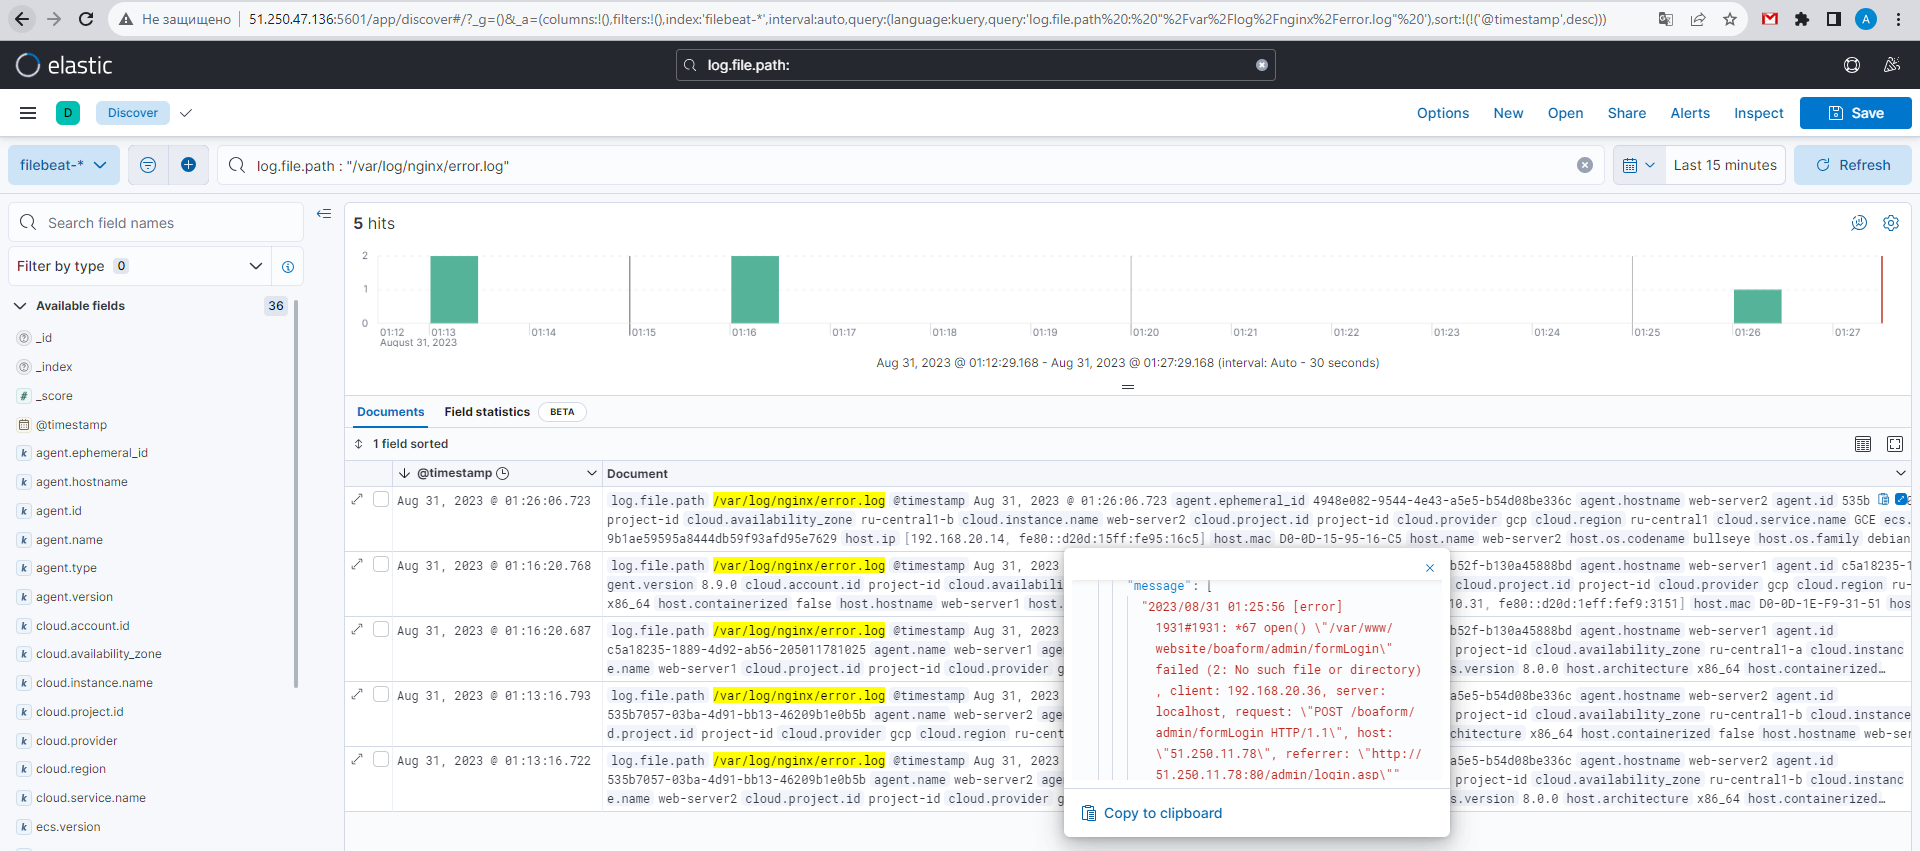 Не защищено | 51.250.47.136:5601/app/discover#/?_g=()&_a=(columns:!(),filters:!(),index:'filebeat-*',interval:auto,query:(language:kuery,query:'log.file.path%20:%20"%2Fvar%2Flog%2Fnginx%2Ferror.log"%20'),sort:!(!('@timestamp',desc)))
A
elastic
log.file.path:
D
Discover
Options
New
Open
Share
Alerts
Inspect
Save
filebeat-*
log.file.path : "/var/log/nginx/error.log"
Last 15 minutes
Refresh
Search field names
Filter by type 0
Available fields 36
_id
_index
# _score
@timestamp
k agent.ephemeral_id
k agent.hostname
k agent.id
k agent.name
k agent.type
k agent.version
k cloud.account.id
k cloud.availability_zone
k cloud.instance.name
k cloud.project.id
k cloud.provider
k cloud.region
k cloud.service.name
k ecs.version
5 hits
2
1
0
01:12 01:13 01:14 01:15 01:16 01:17 01:18 01:19 01:20 01:21 01:22 01:23 01:24 01:25 01:26 01:27
August 31, 2023
Aug 31, 2023 @ 01:12:29.168 - Aug 31, 2023 @ 01:27:29.168 (interval: Auto - 30 seconds)
Documents
Field statistics
BETA
1 field sorted
@timestamp
Document
Aug 31, 2023 @ 01:26:06.723
log.file.path /var/log/nginx/error.log @timestamp Aug 31, 2023 @ 01:26:06.723 agent.ephemeral_id 4948e082-9544-4e43-a5e5-b54d08be336c agent.hostname web-server2 agent.id 535b
project-id cloud.availability_zone ru-central1-b cloud.instance.name web-server2 cloud.project.id project-id cloud.provider gcp cloud.region ru-central1 cloud.service.name GCE ecs.
9b1ae59595a8444db59f93afd95e7629 host.ip [192.168.20.14, fe80::d20d:15ff:fe95:16c5] host.mac D0-0D-15-95-16-C5 host.name web-server2 host.os.codename bullseye host.os.family debian
Aug 31, 2023 @ 01:16:20.768
log.file.path /var/log/nginx/error.log @timestamp Aug 31, 2023 b52f-b130a45888bd agent.hostname web-server1 agent.id c5a18235-1
gent.version 8.9.0 cloud.account.id project-id cloud.availabili cloud.project.id project-id cloud.provider gcp cloud.region ru-
x86_64 host.containerized false host.hostname web-server1 host. 10.31, fe80::d20d:1eff:fef9:3151] host.mac D0-0D-1E-F9-31-51 hos
Aug 31, 2023 @ 01:16:20.687
log.file.path /var/log/nginx/error.log @timestamp Aug 31, 2023 b52f-b130a45888bd agent.hostname web-server1 agent.id
c5a18235-1889-4d92-ab56-205011781025 agent.name web-server1 age project-id cloud.availability_zone ru-central1-a cloud.instanc
e.name web-server1 cloud.project.id project-id cloud.provider g s.version 8.0.0 host.architecture x86_64 host.containerized…
Aug 31, 2023 @ 01:13:16.793
log.file.path /var/log/nginx/error.log @timestamp Aug 31, 2023 a5e5-b54d08be336c agent.hostname web-server2 agent.id
535b7057-03ba-4d91-bb13-46209b1e0b5b agent.name web-server2 age project-id cloud.availability_zone ru-central1-b cloud.instance
d.project.id project-id cloud.provider gcp cloud.region ru-cent chitecture x86_64 host.containerized false host.hostname web-ser
Aug 31, 2023 @ 01:13:16.722
log.file.path /var/log/nginx/error.log @timestamp Aug 31, 2023 a5e5-b54d08be336c agent.hostname web-server2 agent.id
535b7057-03ba-4d91-bb13-46209b1e0b5b agent.name web-server2 age project-id cloud.availability_zone ru-central1-b cloud.instanc
e.name web-server2 cloud.project.id project-id cloud.provider g s.version 8.0.0 host.architecture x86_64 host.containerized…
"message": [
"2023/08/31 01:25:56 [error]
1931#1931: *67 open() \"/var/www/
website/boaform/admin/formLogin\"
failed (2: No such file or directory)
, client: 192.168.20.36, server:
localhost, request: \"POST /boaform/
admin/formLogin HTTP/1.1\", host:
\"51.250.11.78\", referrer: \"http://
51.250.11.78:80/admin/login.asp\""
Copy to clipboard